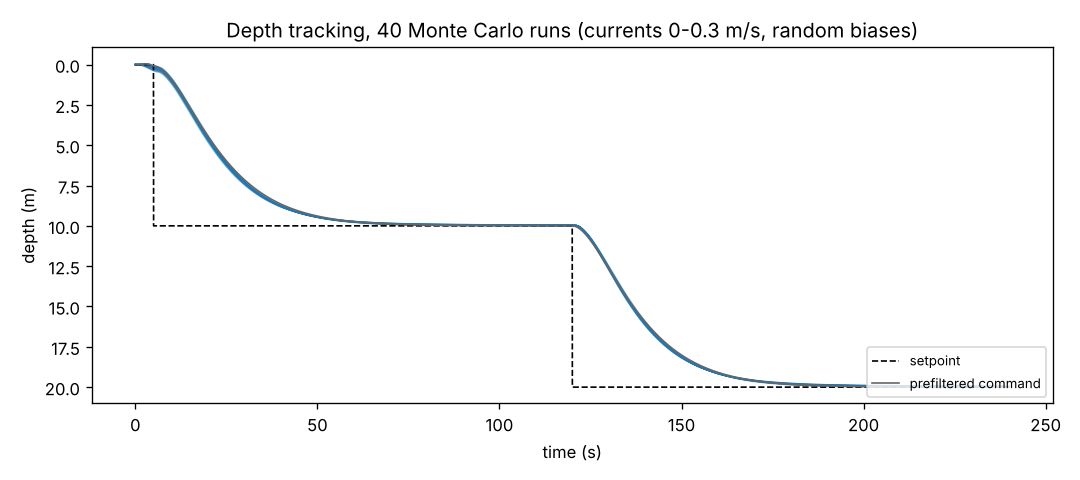 Depth tracking, 40 Monte Carlo runs (currents 0-0.3 m/s, random biases)
depth (m)
0.0
2.5
5.0
7.5
10.0
12.5
15.0
17.5
20.0
setpoint
prefiltered command
0 50 100 150 200 250
time (s)